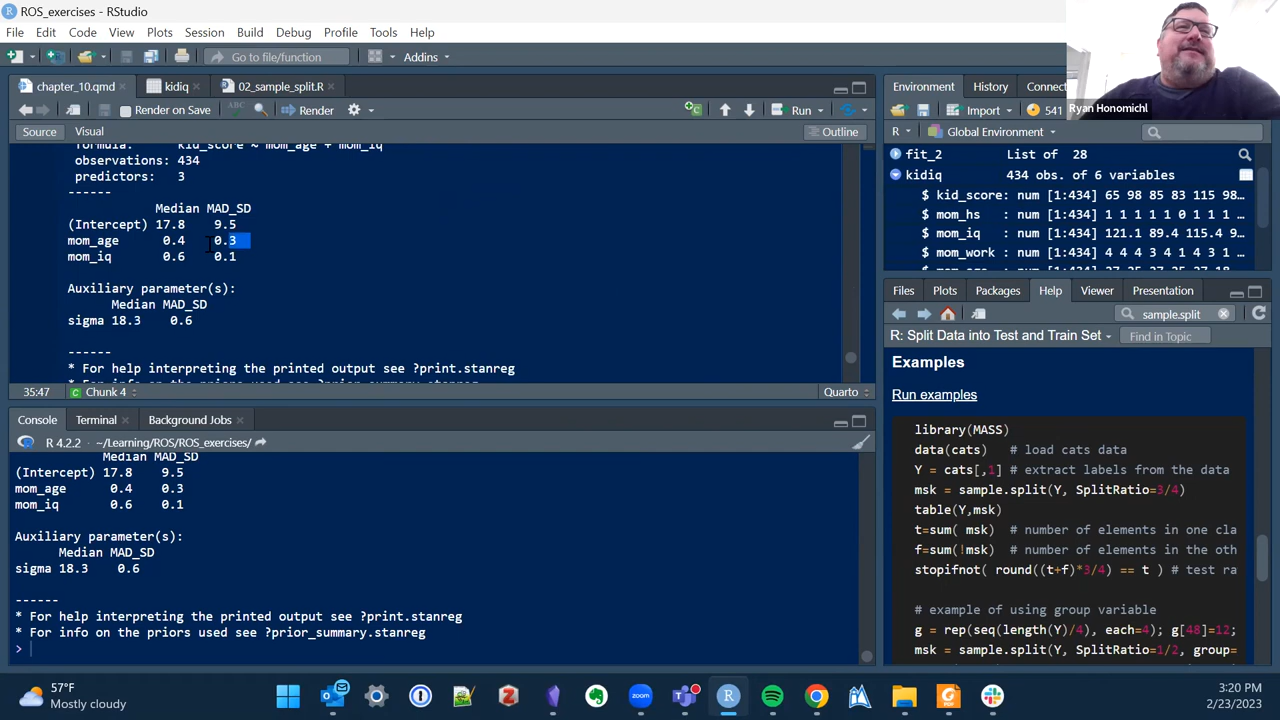 ROS_exercises - RStudio
File Edit Code View Plots Session Build Debug Profile Tools Help
Go to file/function
Addins
Ryan Honomichl
chapter_10.qmd
kidiq
02_sample_split.R
Render on Save
ABC
Render
Run
Source
Visual
Outline
formula: kid_score ~ mom_age + mom_iq
observations: 434
predictors: 3
------
Median MAD_SD
(Intercept) 17.8 9.5
mom_age 0.4 0.3
mom_iq 0.6 0.1
Auxiliary parameter(s):
Median MAD_SD
sigma 18.3 0.6
------
* For help interpreting the printed output see ?print.stanreg
* For info on the priors used see ?prior_summary.stanreg
35:47
Chunk 4
Quarto
Console Terminal Background Jobs
R 4.2.2 · ~/Learning/ROS/ROS_exercises/
Median MAD_SD
(Intercept) 17.8 9.5
mom_age 0.4 0.3
mom_iq 0.6 0.1
Auxiliary parameter(s):
Median MAD_SD
sigma 18.3 0.6
------
* For help interpreting the printed output see ?print.stanreg
* For info on the priors used see ?prior_summary.stanreg
>
Environment History Connec
Import 541
R Global Environment
fit_2 List of 28
kidiq 434 obs. of 6 variables
$ kid_score: num [1:434] 65 98 85 83 115 98…
$ mom_hs : num [1:434] 1 1 1 1 1 0 1 1 1 1…
$ mom_iq : num [1:434] 121.1 89.4 115.4 9…
$ mom_work : num [1:434] 4 4 4 3 4 1 4 3 1 …
Files Plots Packages Help Viewer Presentation
sample.split
R: Split Data into Test and Train Set
Find in Topic
Examples
Run examples
library(MASS)
data(cats) # load cats data
Y = cats[,1] # extract labels from the data
msk = sample.split(Y, SplitRatio=3/4)
table(Y,msk)
t=sum( msk) # number of elements in one cla
f=sum(!msk) # number of elements in the oth
stopifnot( round((t+f)*3/4) == t ) # test ra
# example of using group variable
g = rep(seq(length(Y)/4), each=4); g[48]=12;
msk = sample.split(Y, SplitRatio=1/2, group=
57°F
Mostly cloudy
zoom
3:20 PM
2/23/2023